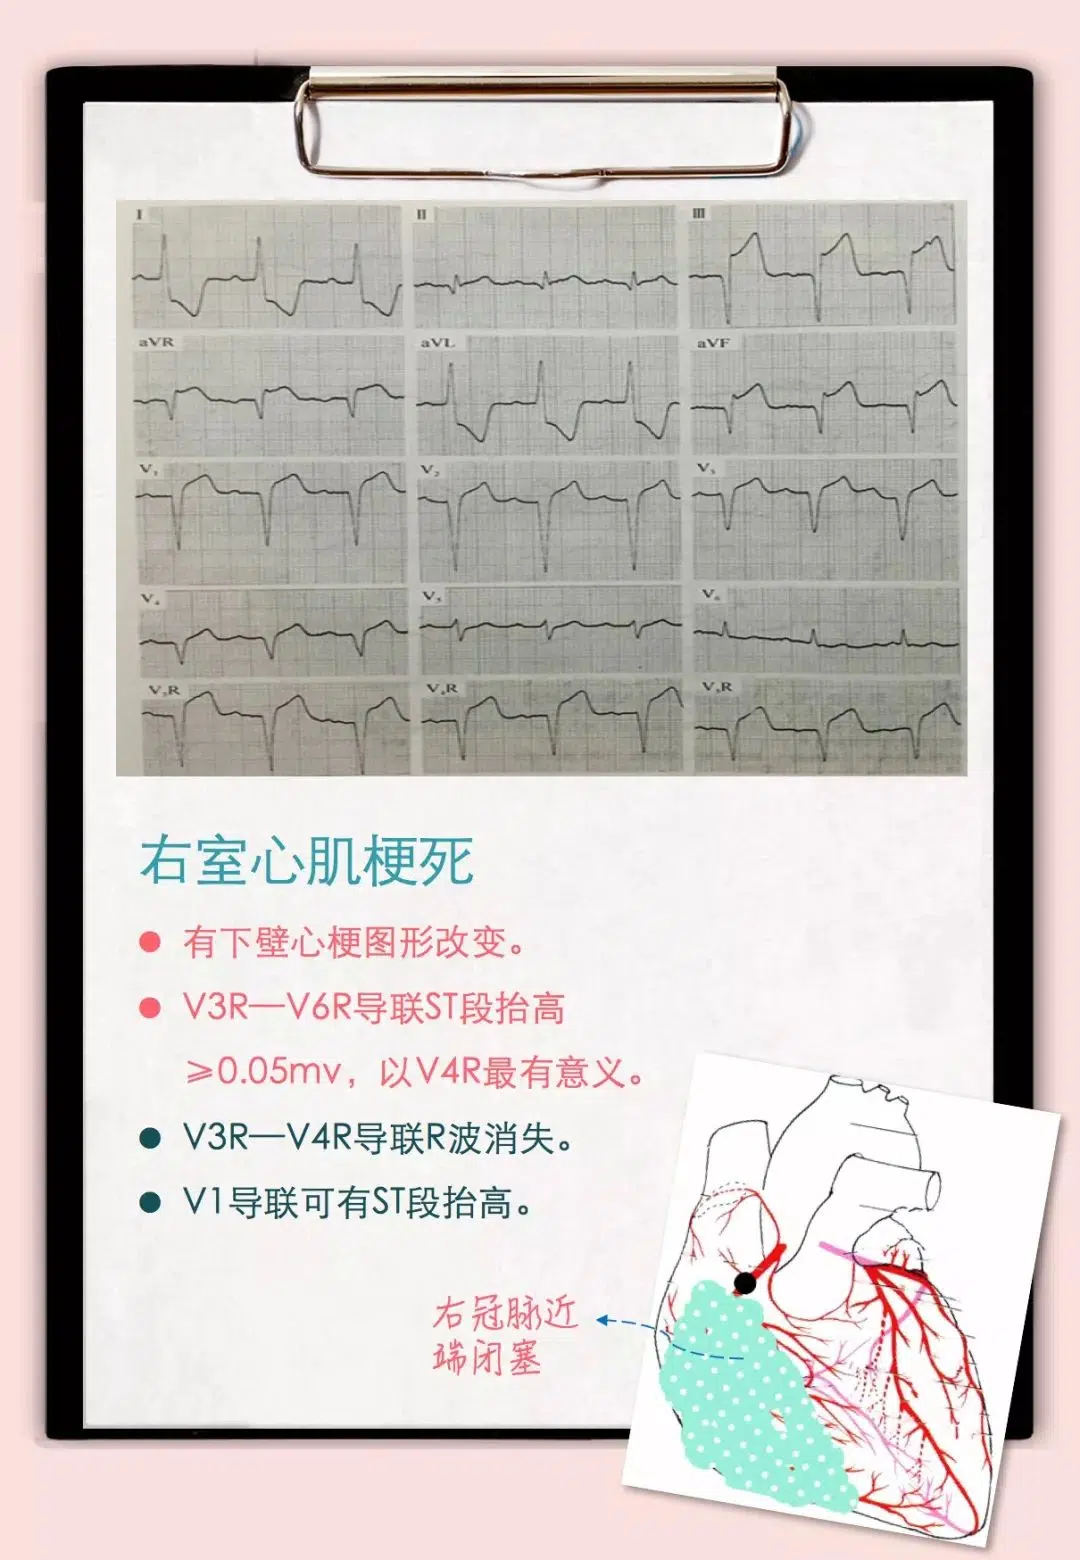 I II III
aVR aVL aVF
V₁ V₂ V₃
V₄ V₅ V₆
V₃R V₄R V₅R
右室心肌梗死
● 有下壁心梗图形改变。
● V3R—V6R导联ST段抬高
≥0.05mv，以V4R最有意义。
● V3R—V4R导联R波消失。
● V1导联可有ST段抬高。
右冠脉近
端闭塞